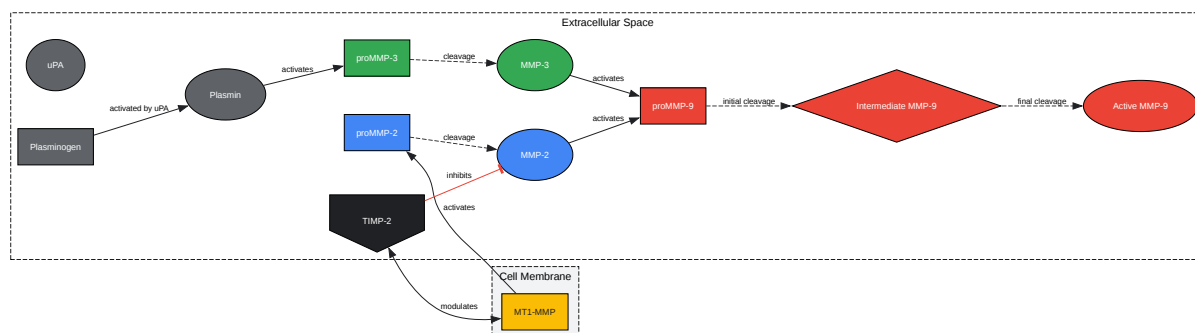 Extracellular Space
uPA
proMMP-3
cleavage
MMP-3
activates
Plasmin
activates
activated by uPA
proMMP-9
initial cleavage
Intermediate MMP-9
final cleavage
Active MMP-9
Plasminogen
proMMP-2
cleavage
activates
MMP-2
inhibits
activates
TIMP-2
Cell Membrane
modulates
MT1-MMP